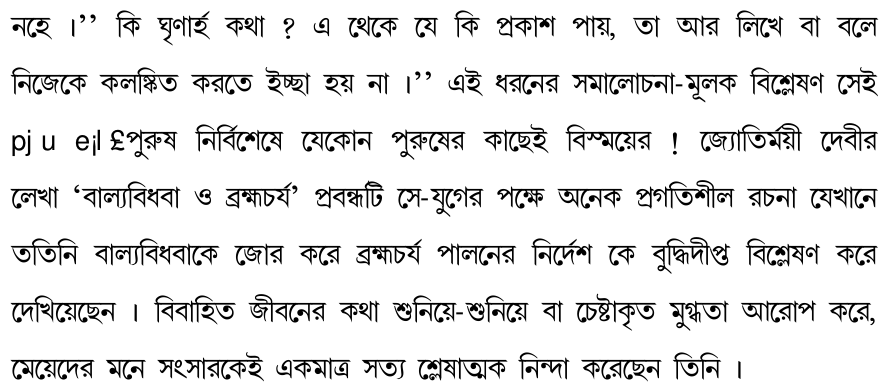 নহে ।’’ কি ঘৃণার্হ কথা ? এ থেকে যে কি প্রকাশ পায়, তা আর লিখে বা বলে
নিজেকে কলঙ্কিত করতে ইচ্ছা হয় না ।’’ এই ধরনের সমালোচনা-মূলক বিশ্লেষণ সেই
pj u e¡l £পুরুষ নির্বিশেষে যেকোন পুরুষের কাছেই বিস্ময়ের ! জ্যোতির্ময়ী দেবীর
লেখা ‘বাল্যবিধবা ও ব্রহ্মচর্য’ প্রবন্ধটি সে-যুগের পক্ষে অনেক প্রগতিশীল রচনা যেখানে
ততিনি বাল্যবিধবাকে জোর করে ব্রহ্মচর্য পালনের নির্দেশ কে বুদ্ধিদীপ্ত বিশ্লেষণ করে
দেখিয়েছেন । বিবাহিত জীবনের কথা শুনিয়ে-শুনিয়ে বা চেষ্টাকৃত মুগ্ধতা আরোপ করে,
মেয়েদের মনে সংসারকেই একমাত্র সত্য শ্লেষাত্মক নিন্দা করেছেন তিনি ।